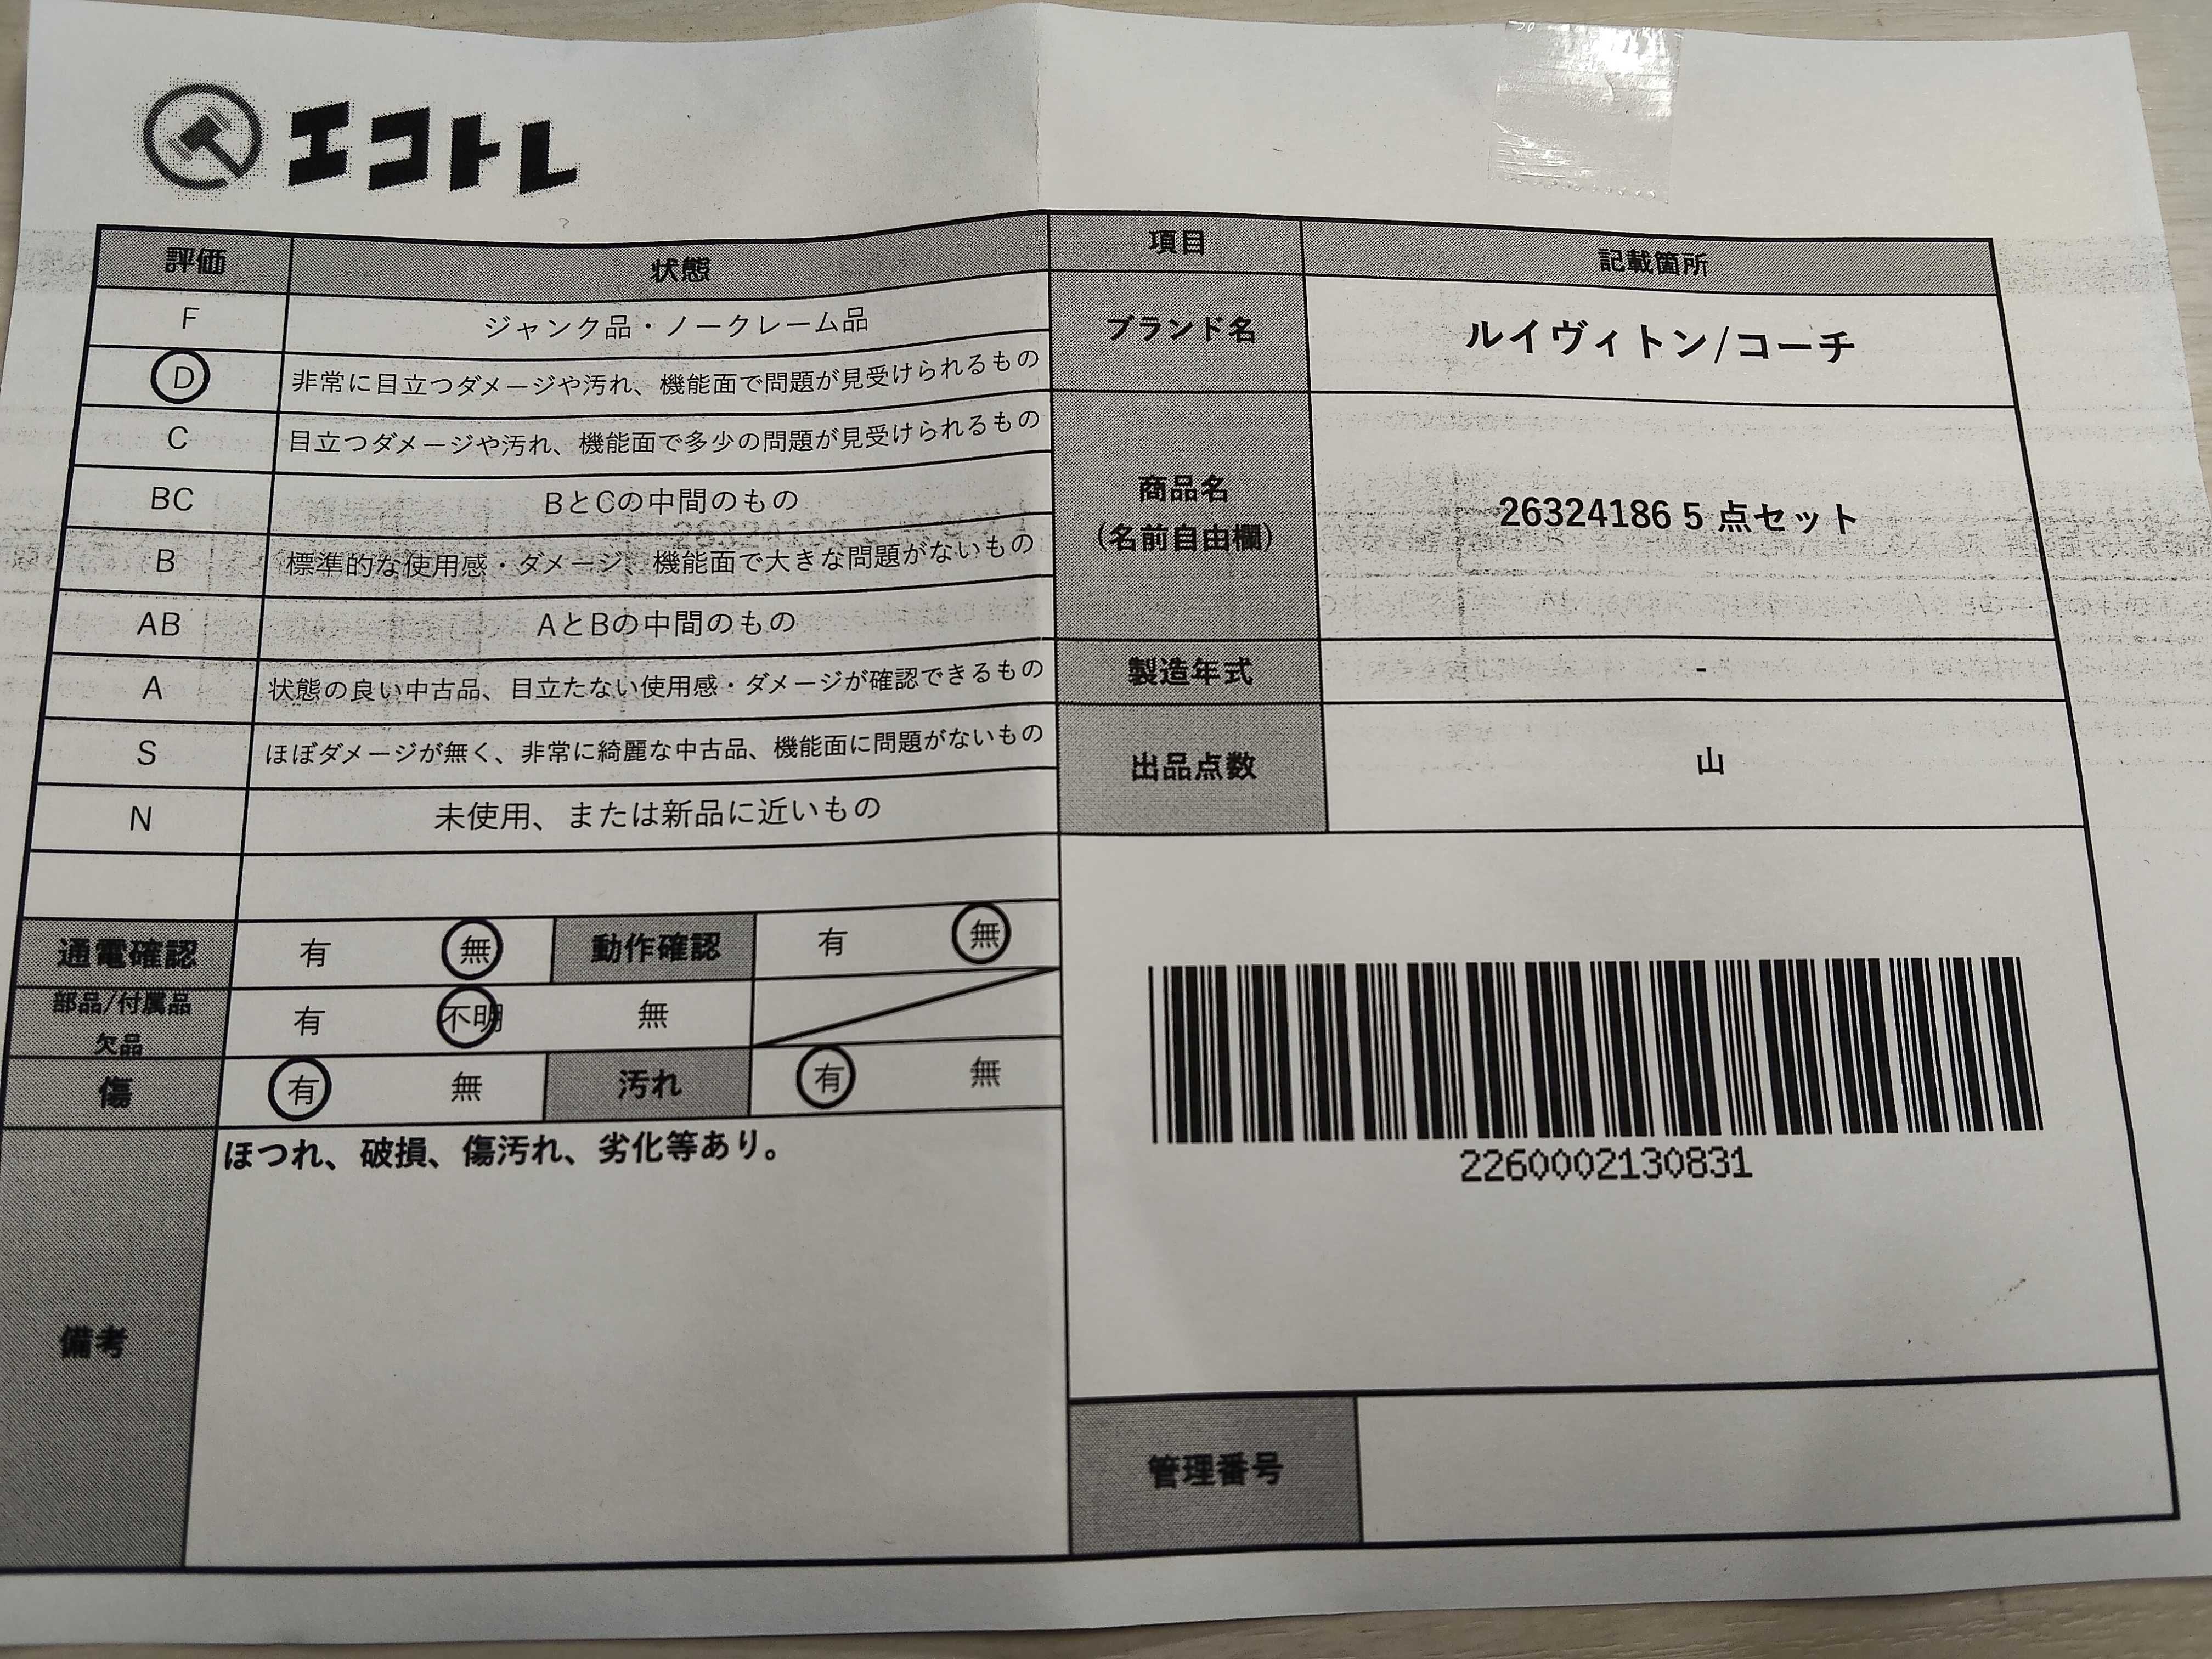 エコトレ
評価 状態
F ジャンク品・ノークレーム品
D 非常に目立つダメージや汚れ、機能面で問題が見受けられるもの
C 目立つダメージや汚れ、機能面で多少の問題が見受けられるもの
BC BとCの中間のもの
B 標準的な使用感・ダメージ、機能面で大きな問題がないもの
AB AとBの中間のもの
A 状態の良い中古品、目立たない使用感・ダメージが確認できるもの
S ほぼダメージが無く、非常に綺麗な中古品、機能面に問題がないもの
N 未使用、または新品に近いもの
通電確認 有 無 動作確認 有 無
部品/付属品
欠品 有 不明 無
傷 有 無 汚れ 有 無
備考 ほつれ、破損、傷汚れ、劣化等あり。
項目 記載箇所
ブランド名 ルイヴィトン/コーチ
商品名
(名前自由欄) 26324186 5 点セット
製造年式 -
出品点数 山
2260002130831
管理番号